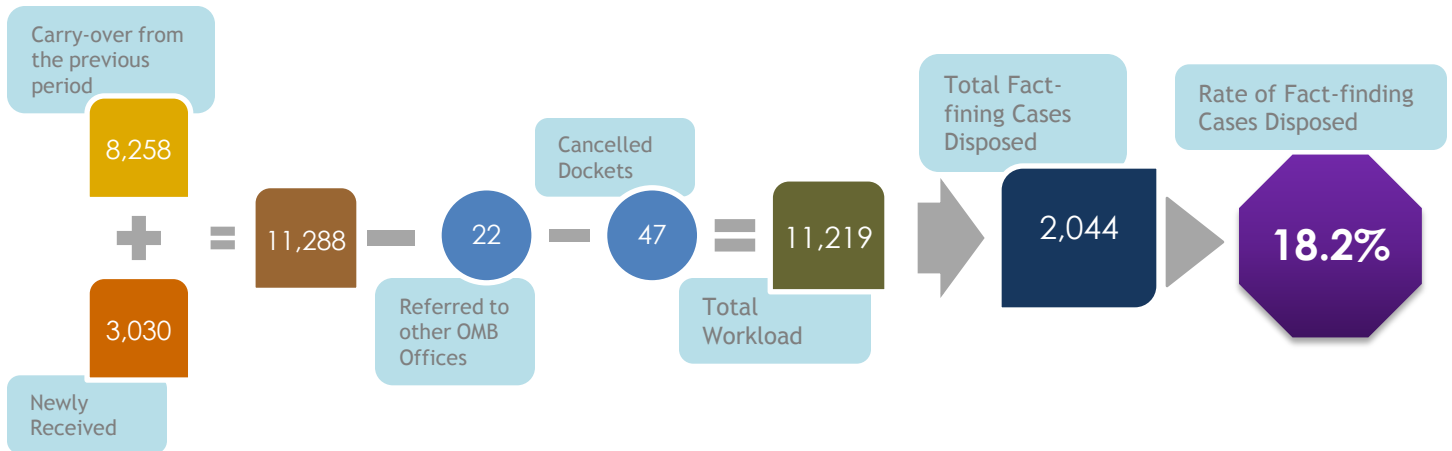 Carry-over from
the previous
period
8,258
+
3,030
Newly
Received
=
11,288
−
22
Referred to
other OMB
Offices
−
Cancelled
Dockets
47
=
11,219
Total
Workload
Total Fact-
fining Cases
Disposed
2,044
Rate of Fact-finding
Cases Disposed
18.2%